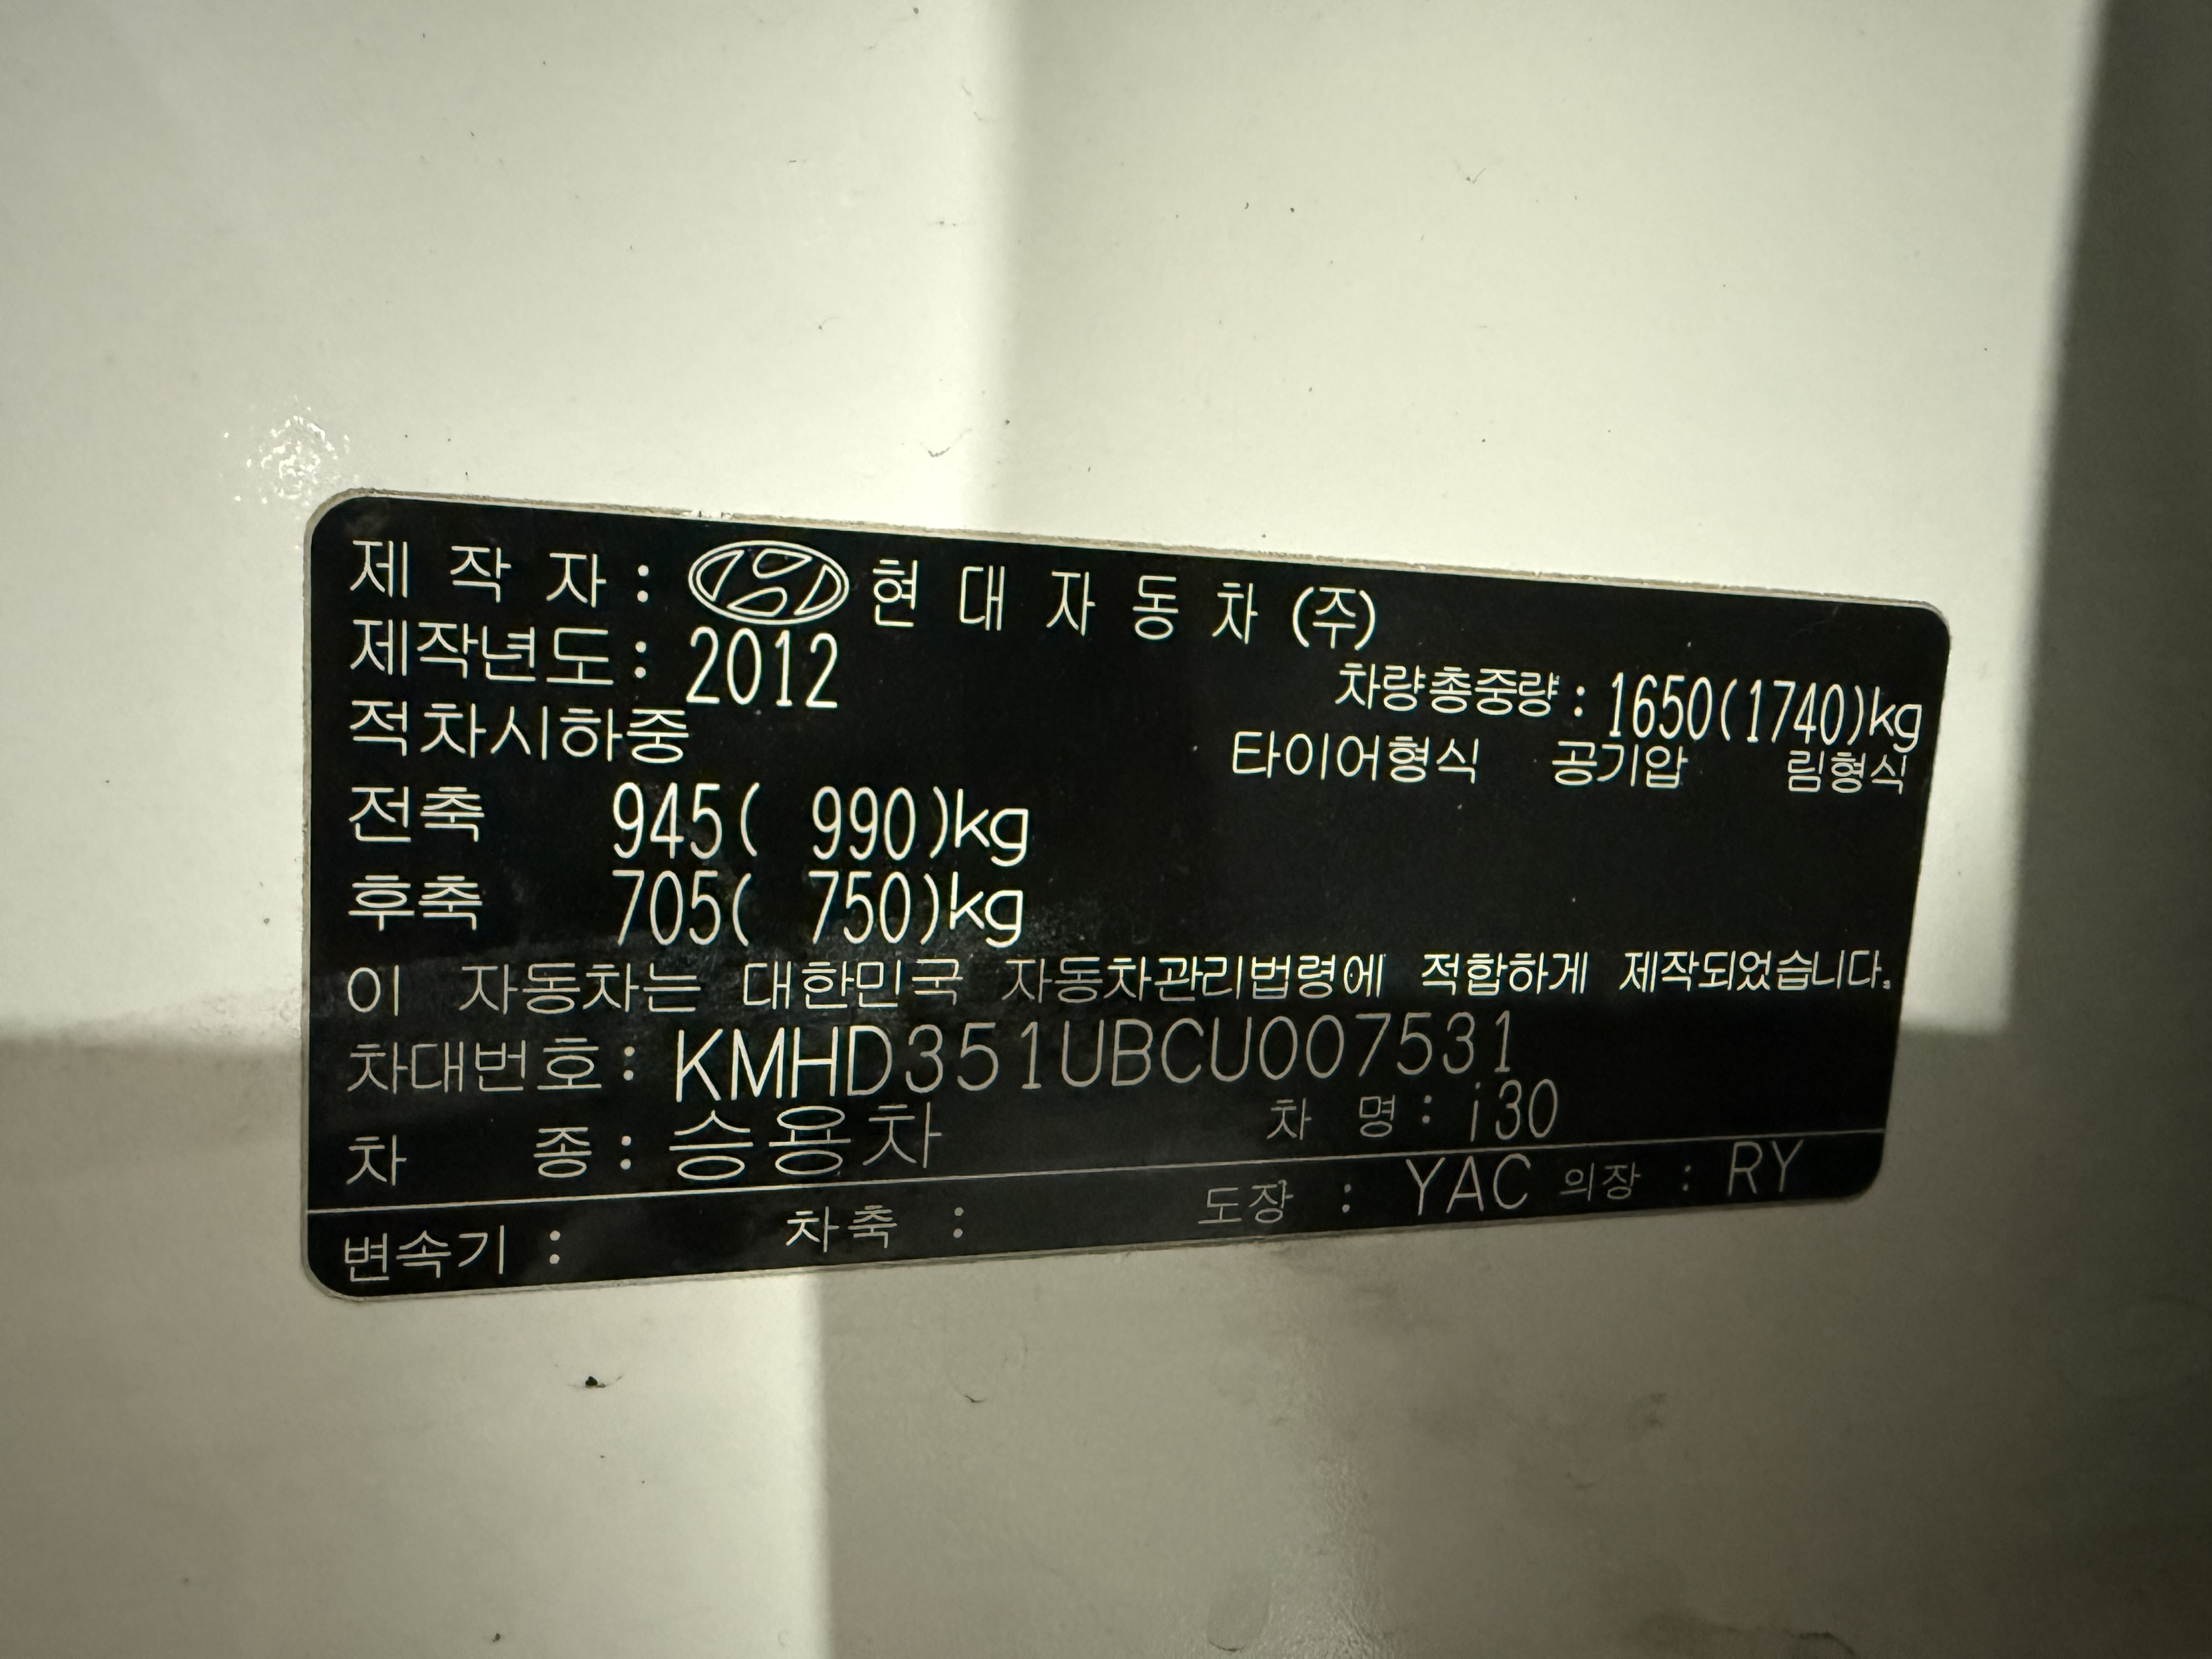 제 작 자 : 현 대 자 동 차 (주)
제작년도 : 2012
차량총중량 : 1650(1740)kg
적차시하중
타이어형식 공기압 림형식
전축 945( 990)kg
후축 705( 750)kg
이 자동차는 대한민국 자동차관리법령에 적합하게 제작되었습니다.
차대번호 : KMHD351UBCU007531
차 종 : 승용차 차 명 : i30
변속기 : 차축 : 도장 : YAC 의장 : RY